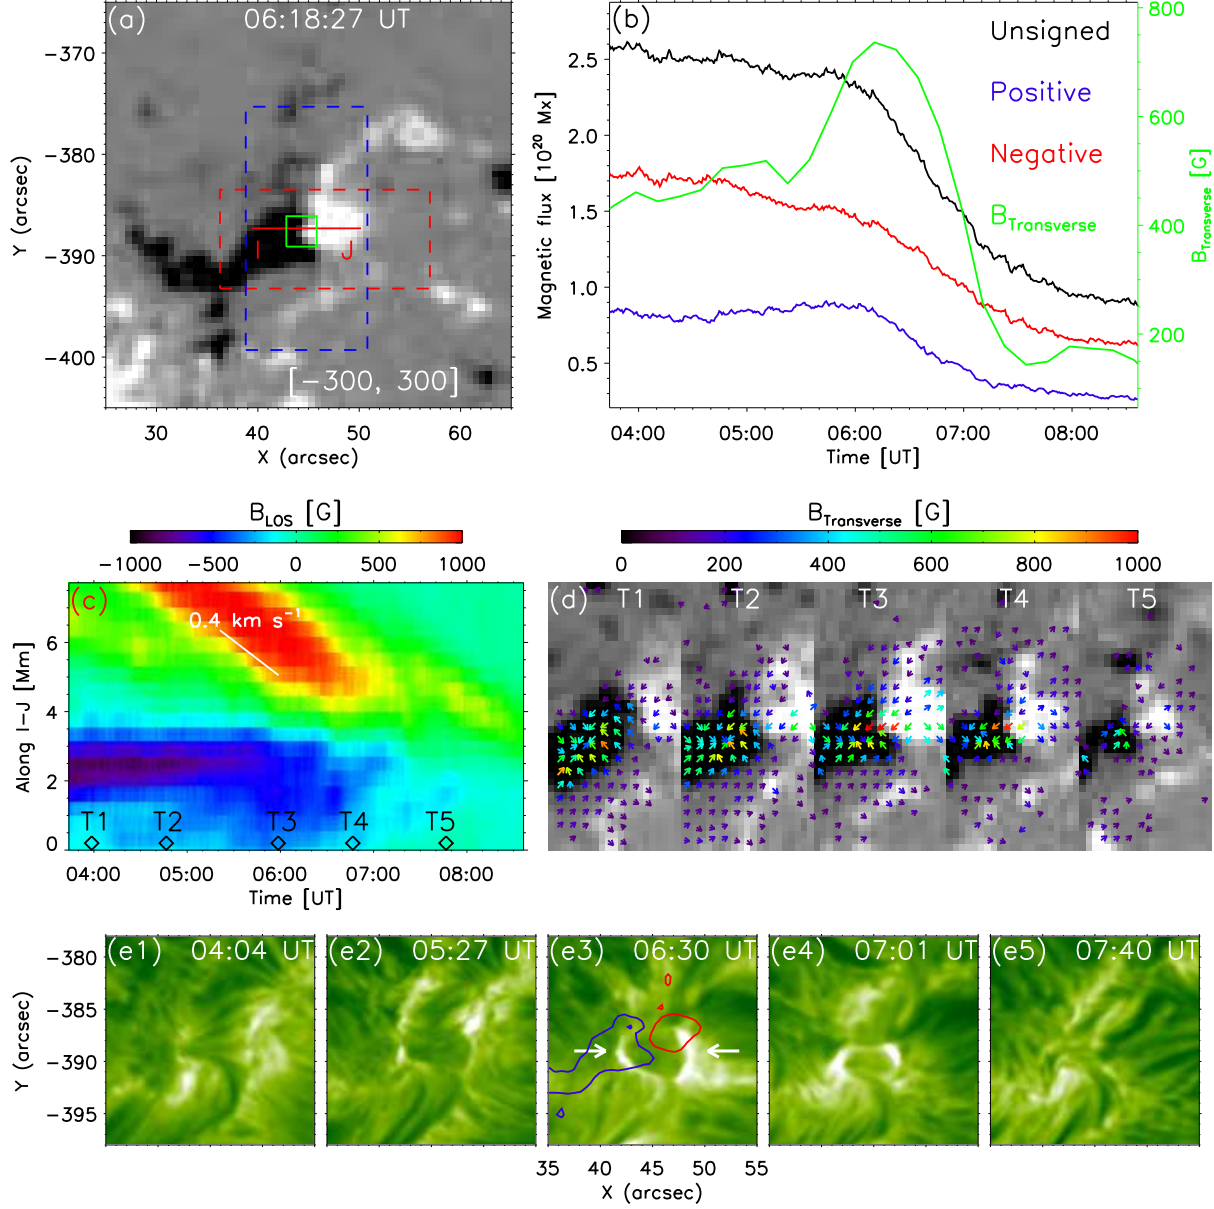 (a) 06:18:27 UT
Y (arcsec)
-370
-380
-390
-400
I J
[-300, 300]
30 40 50 60
X (arcsec)
(b)
Unsigned
Positive
Negative
B_Transverse
Magnetic flux [10^20 Mx]
2.5
2.0
1.5
1.0
0.5
800
600
400
200
B_Transverse [G]
04:00 05:00 06:00 07:00 08:00
Time [UT]
B_LOS [G]
-1000 -500 0 500 1000
(c)
0.4 km s^-1
Along I-J [Mm]
6
4
2
0
T1 T2 T3 T4 T5
04:00 05:00 06:00 07:00 08:00
Time [UT]
B_Transverse [G]
0 200 400 600 800 1000
(d) T1 T2 T3 T4 T5
Y (arcsec)
-380
-385
-390
-395
(e1) 04:04 UT
(e2) 05:27 UT
(e3) 06:30 UT
(e4) 07:01 UT
(e5) 07:40 UT
35 40 45 50 55
X (arcsec)